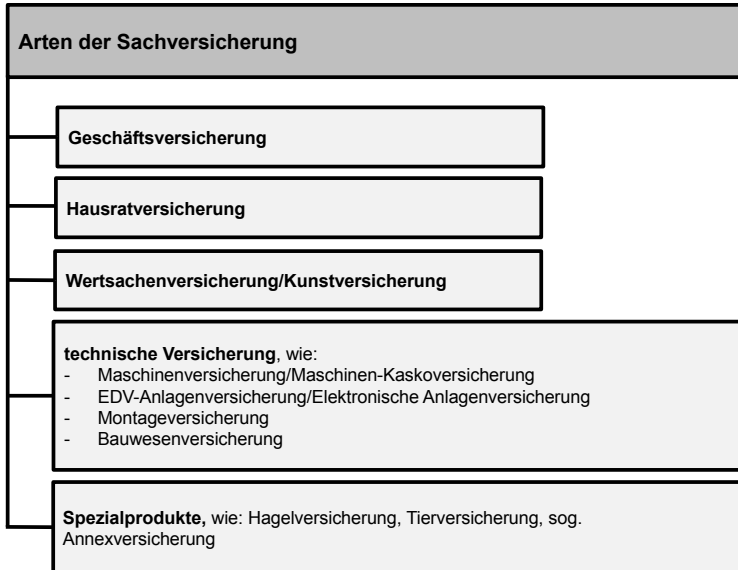 Arten der Sachversicherung
Geschäftsversicherung
Hausratversicherung
Wertsachenversicherung/Kunstversicherung
technische Versicherung, wie:
- Maschinenversicherung/Maschinen-Kaskoversicherung
- EDV-Anlagenversicherung/Elektronische Anlagenversicherung
- Montageversicherung
- Bauwesenversicherung
Spezialprodukte, wie: Hagelversicherung, Tierversicherung, sog.
Annexversicherung